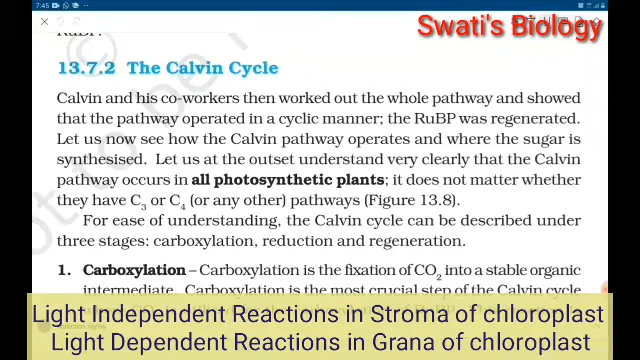 7:45
Swati's Biology
RuBP.
13.7.2 The Calvin Cycle
Calvin and his co-workers then worked out the whole pathway and showed
that the pathway operated in a cyclic manner; the RuBP was regenerated.
Let us now see how the Calvin pathway operates and where the sugar is
synthesised. Let us at the outset understand very clearly that the Calvin
pathway occurs in all photosynthetic plants; it does not matter whether
they have C3 or C4 (or any other) pathways (Figure 13.8).
For ease of understanding, the Calvin cycle can be described under
three stages: carboxylation, reduction and regeneration.
1. Carboxylation – Carboxylation is the fixation of CO2 into a stable organic
intermediate. Carboxylation is the most crucial step of the Calvin cycle
Light Independent Reactions in Stroma of chloroplast
Light Dependent Reactions in Grana of chloroplast